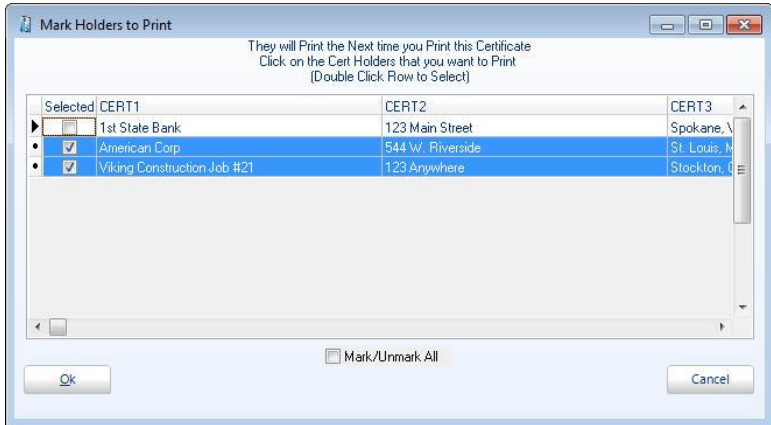 Mark Holders to Print
They will Print the Next time you Print this Certificate
Click on the Cert Holders that you want to Print
(Double Click Row to Select)
Selected CERT1 CERT2 CERT3
1st State Bank 123 Main Street Spokane,
American Corp 544 W. Riverside St. Louis,
Viking Construction Job #21 123 Anywhere Stockton,
Mark/Unmark All
Ok Cancel